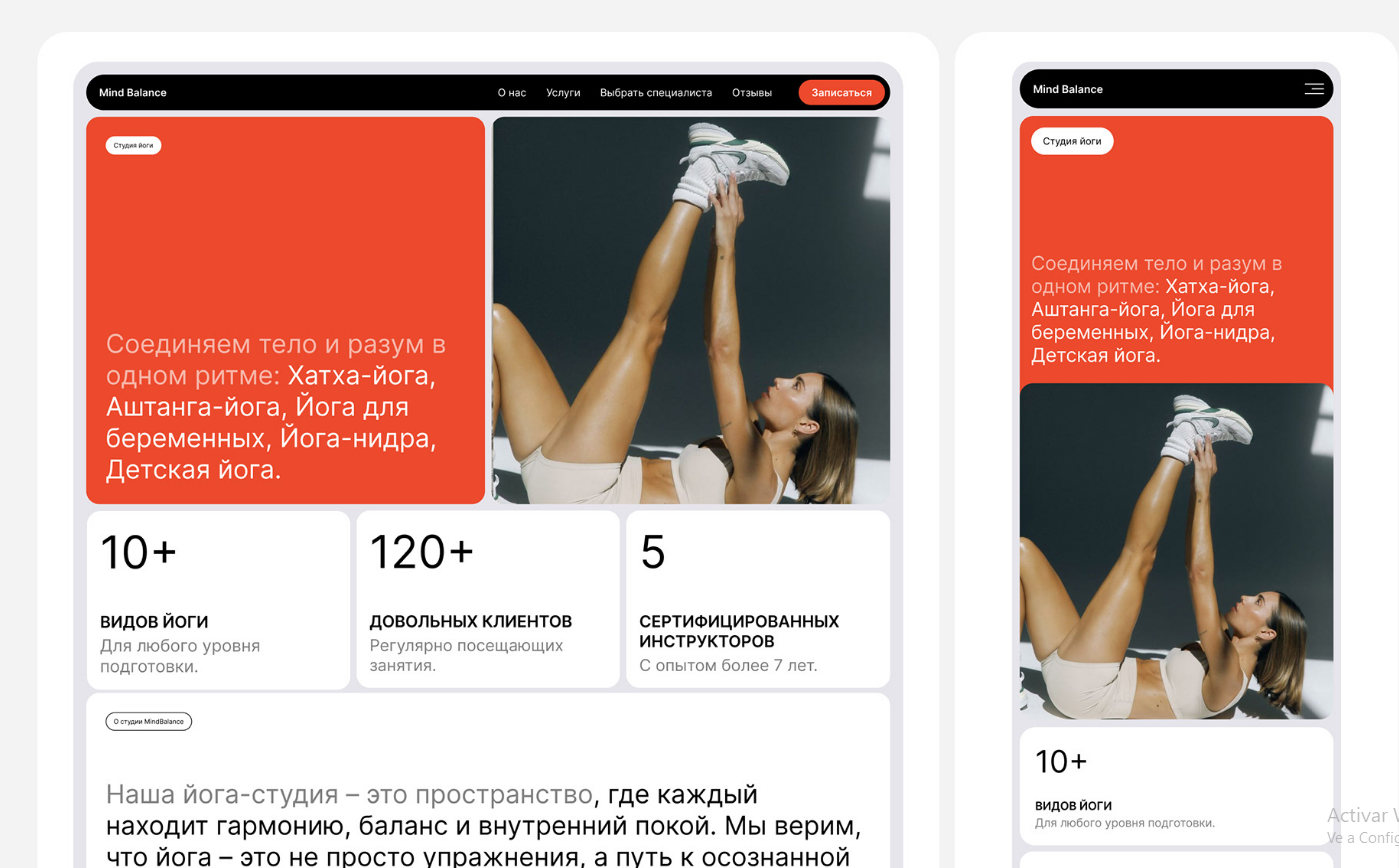 Mind Balance
О нас
Услуги
Выбрать специалиста
Отзывы
Записаться
Студия йоги
Соединяем тело и разум в
одном ритме: Хатха-йога,
Аштанга-йога, Йога для
беременных, Йога-нидра,
Детская йога.
10+
ВИДОВ ЙОГИ
Для любого уровня
подготовки.
120+
ДОВОЛЬНЫХ КЛИЕНТОВ
Регулярно посещающих
занятия.
5
СЕРТИФИЦИРОВАННЫХ
ИНСТРУКТОРОВ
С опытом более 7 лет.
О студии MindBalance
Наша йога-студия – это пространство, где каждый
находит гармонию, баланс и внутренний покой. Мы верим,
что йога – это не просто упражнения, а путь к осознанной
Mind Balance
Студия йоги
Соединяем тело и разум в
одном ритме: Хатха-йога,
Аштанга-йога, Йога для
беременных, Йога-нидра,
Детская йога.
10+
ВИДОВ ЙОГИ
Для любого уровня подготовки.
Activar
Ve a